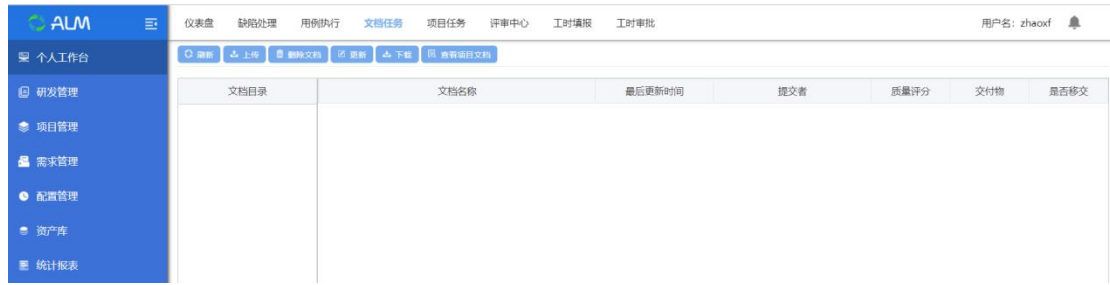 ALM
仪表盘 缺陷处理 用例执行 文档任务 项目任务 评审中心 工时填报 工时审批 用户名：zhaoxf
个人工作台
研发管理
项目管理
需求管理
配置管理
资产库
统计报表
刷新 上传 删除文档 更新 下载 查看项目文档
文档目录 文档名称 最后更新时间 提交者 质量评分 交付物 是否移交